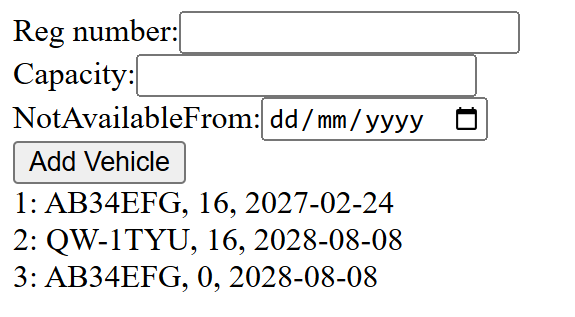 Reg number:
Capacity:
NotAvailableFrom: dd/mm/yyyy
Add Vehicle
1: AB34EFG, 16, 2027-02-24
2: QW-1TYU, 16, 2028-08-08
3: AB34EFG, 0, 2028-08-08